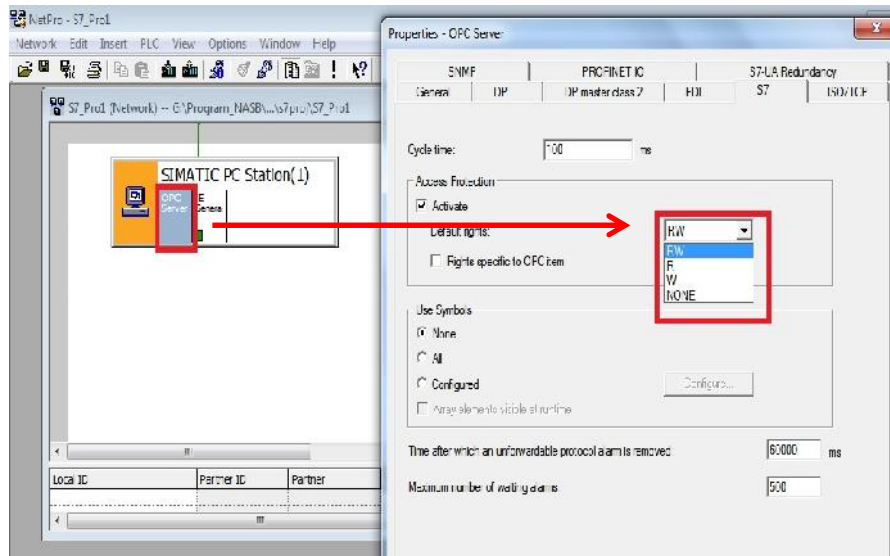 NetPro - S7_Pro1
Network Edit Insert PLC View Options Window Help
S7_Pro1 (Network) -- G:\Program_NASB\...\s7proj\S7_Pro1
SIMATIC PC Station(1)
OPC Server
IE General
Local ID Partner ID Partner
Properties - OPC Server
SNMP PROFINET IO S7-UA Redundancy
General DP DP master class 2 FDL S7 ISO/TCP
Cycle time: 100 ms
Access Protection
Activate
Default rights: RW
RW
R
W
NONE
Rights specific to OPC item
Use Symbols
None
All
Configured Configure...
Array elements visible at runtime
Time after which an unforwardable protocol alarm is removed 60000 ms
Maximum number of waiting alarms: 500